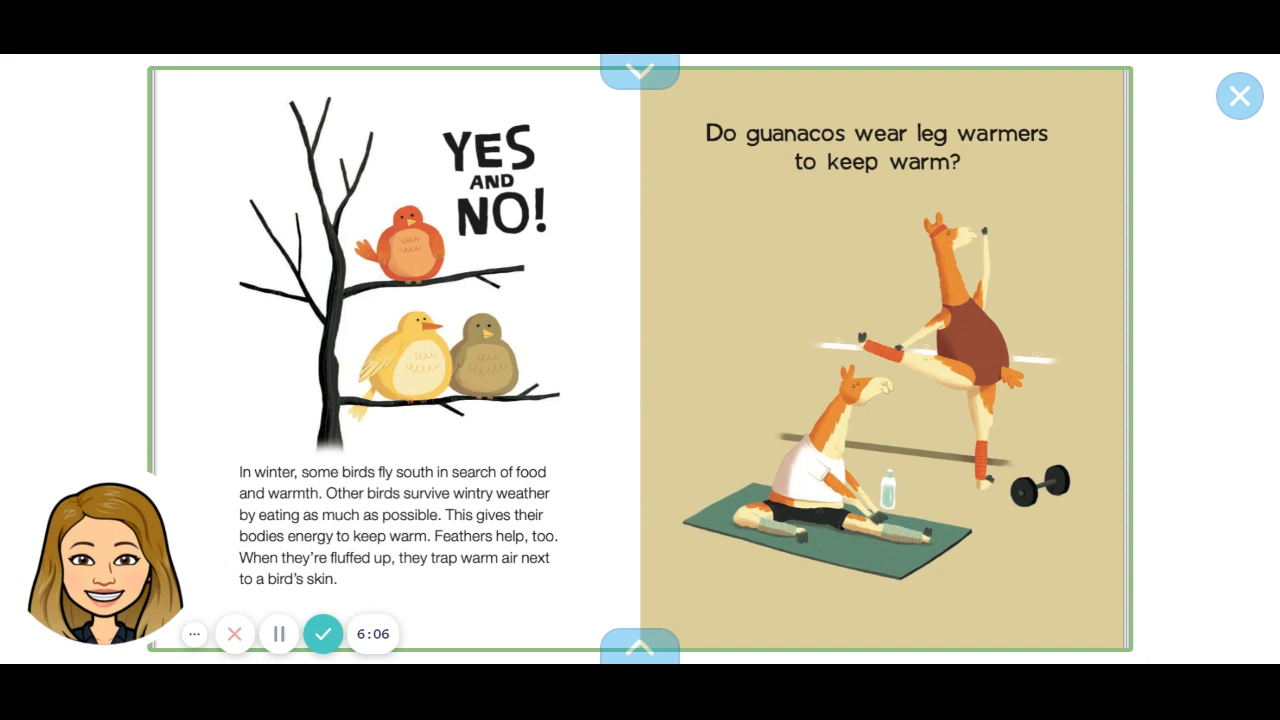 YES
AND
NO!
In winter, some birds fly south in search of food
and warmth. Other birds survive wintry weather
by eating as much as possible. This gives their
bodies energy to keep warm. Feathers help, too.
When they’re fluffed up, they trap warm air next
to a bird’s skin.
Do guanacos wear leg warmers
to keep warm?
6:06